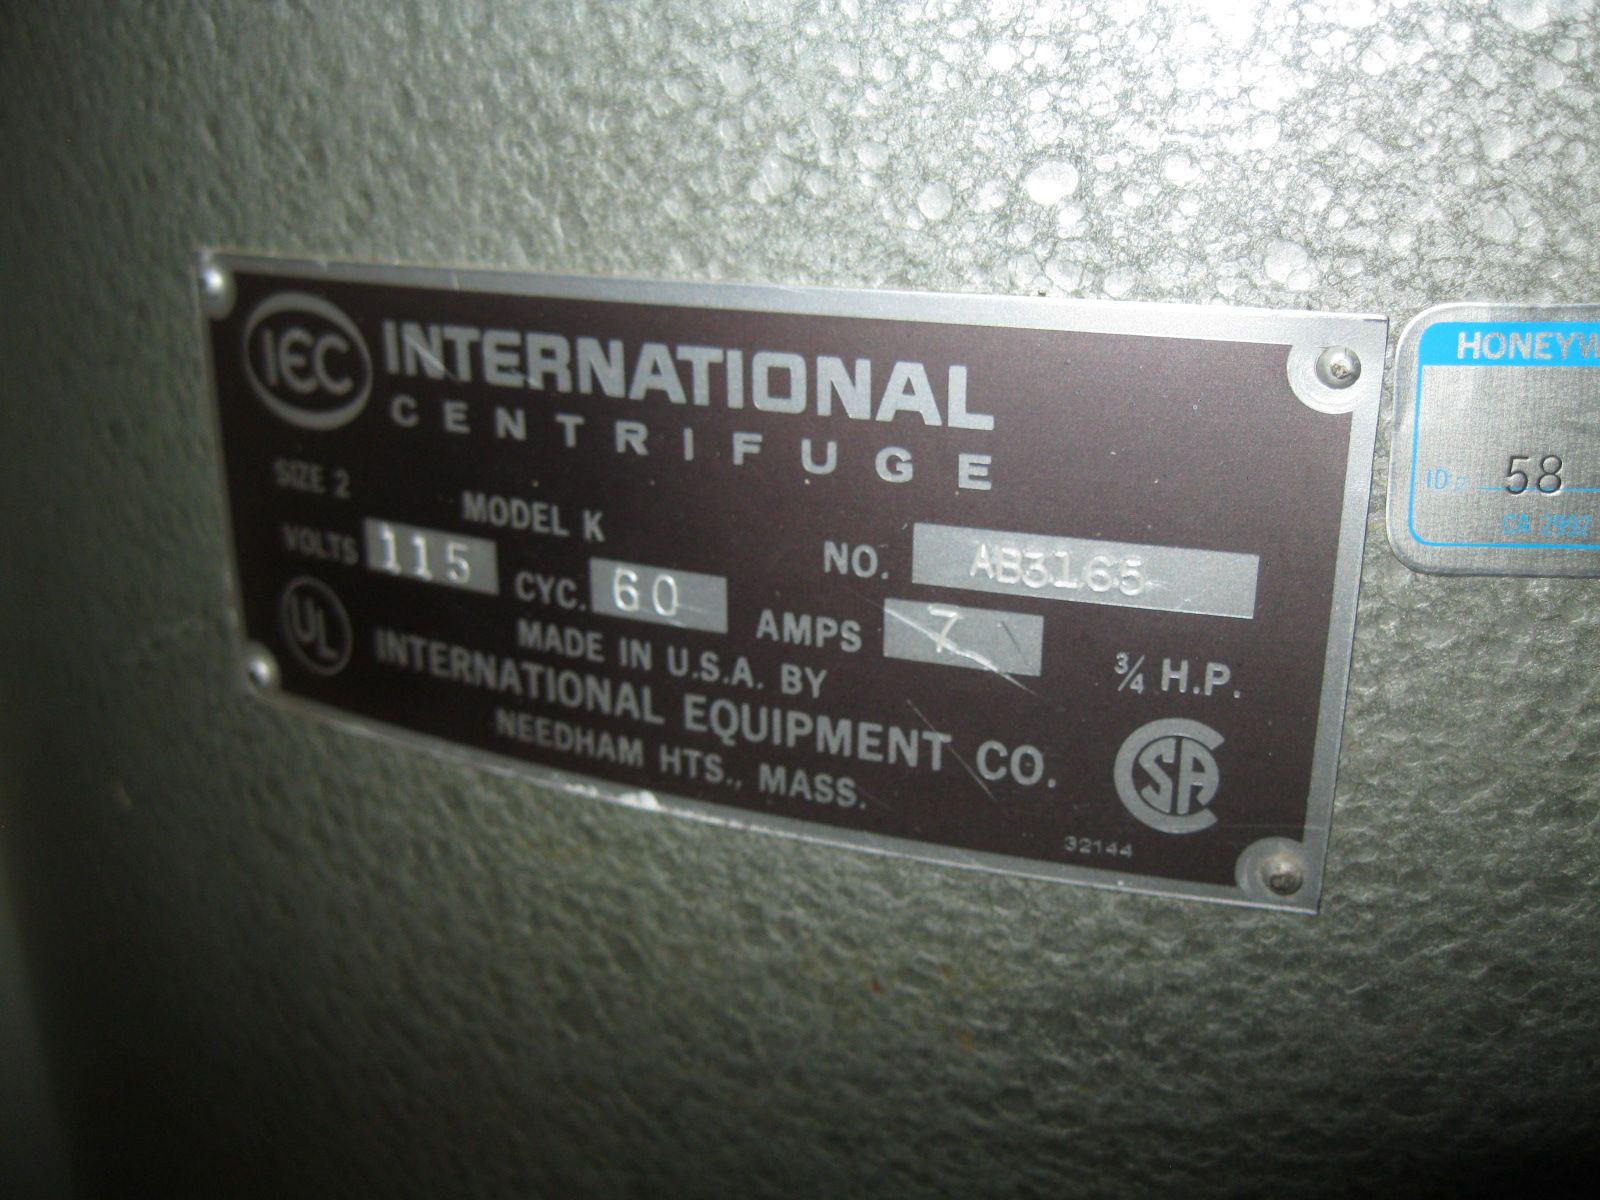 IEC INTERNATIONAL
CENTRIFUGE
SIZE 2
MODEL K
NO. AB3165
VOLTS 115 CYC. 60 AMPS 7 3/4 H.P.
UL
MADE IN U.S.A. BY
INTERNATIONAL EQUIPMENT CO.
NEEDHAM HTS., MASS.
SA
32144
HONEYW
ID 58